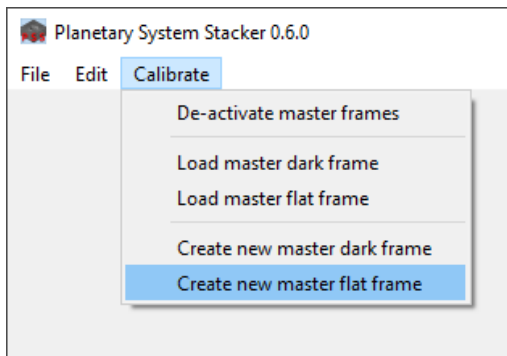 Planetary System Stacker 0.6.0
File Edit Calibrate
De-activate master frames
Load master dark frame
Load master flat frame
Create new master dark frame
Create new master flat frame